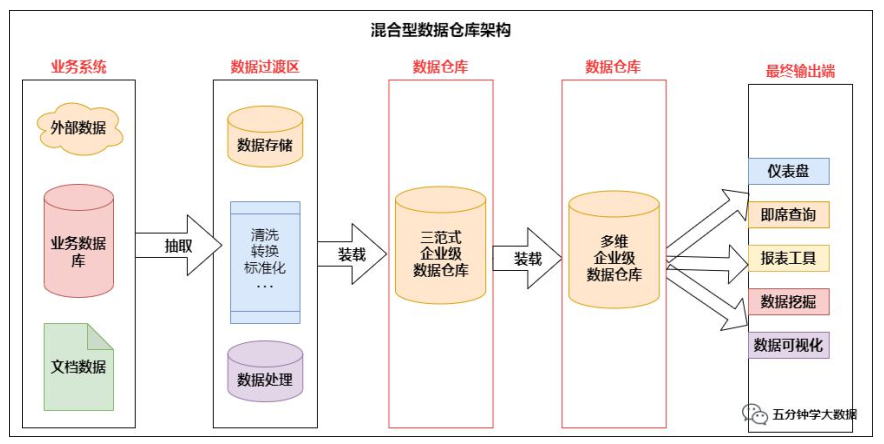 混合型数据仓库架构
业务系统
外部数据
业务数据
库
文档数据
抽取
数据过渡区
数据存储
清洗
转换
标准化
...
数据处理
装载
数据仓库
三范式
企业级
数据仓库
装载
数据仓库
多维
企业级
数据仓库
最终输出端
仪表盘
即席查询
报表工具
数据挖掘
数据可视化
五分钟学大数据